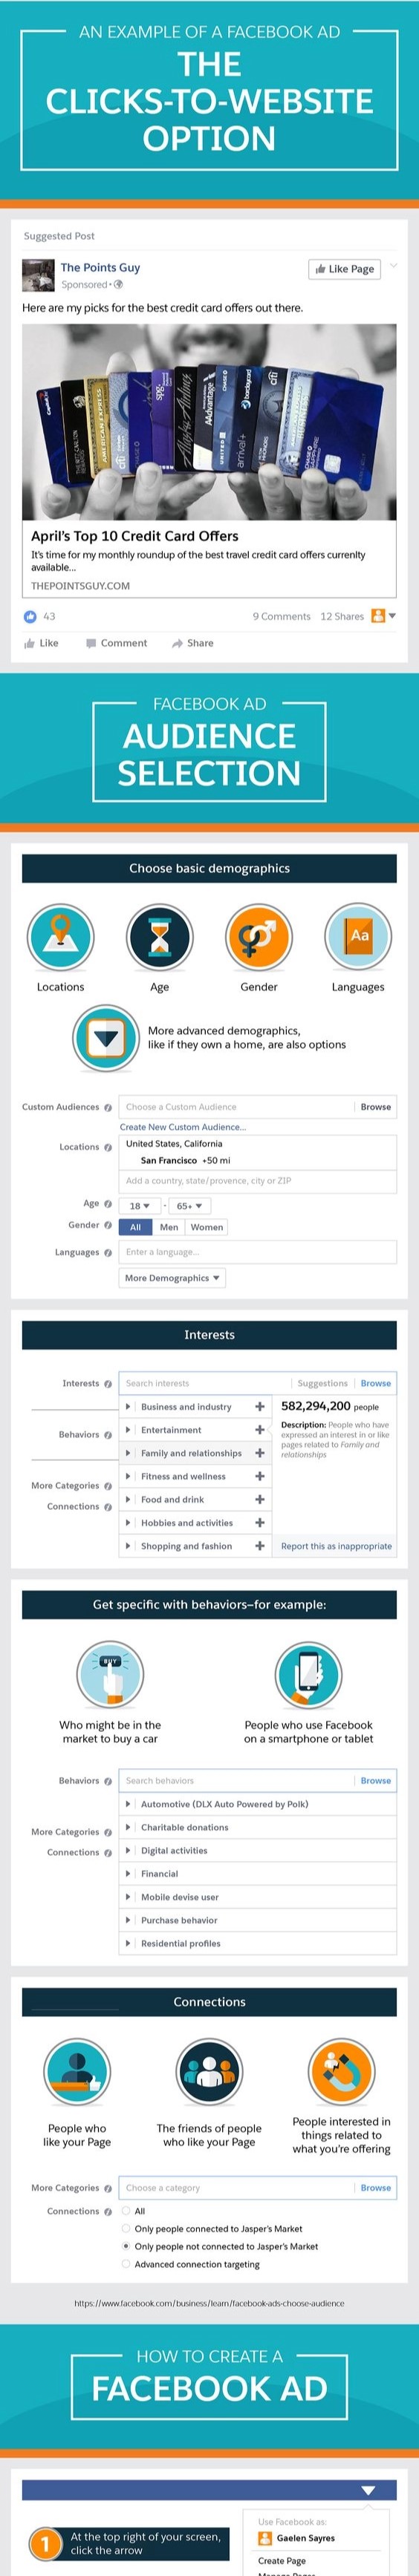 AN EXAMPLE OF A FACEBOOK AD
THE
CLICKS-TO-WEBSITE
OPTION
Suggested Post
The Points Guy
Sponsored ·
Like Page
Here are my picks for the best credit card offers out there.
AMERICAN EXPRESS
citi
spg
AAdvantage
UNITED
CHASE
arrival+
barclaycard
citi
April's Top 10 Credit Card Offers
It's time for my monthly roundup of the best travel credit card offers currenlty
available...
THEPOINTSGUY.COM
43
9 Comments 12 Shares
Like Comment Share
FACEBOOK AD
AUDIENCE
SELECTION
Choose basic demographics
Aa
Locations Age Gender Languages
More advanced demographics,
like if they own a home, are also options
Custom Audiences Choose a Custom Audience Browse
Create New Custom Audience...
Locations United States, California
San Francisco +50 mi
Add a country, state/provence, city or ZIP
Age 18 - 65+
Gender All Men Women
Languages Enter a language...
More Demographics
Interests
Interests Search interests Suggestions Browse
Business and industry
582,294,200 people
Behaviors Entertainment
Description: People who have
expressed an interest in or like
pages related to Family and
relationships
Family and relationships
Fitness and wellness
More Categories
Food and drink
Connections
Hobbies and activities
Shopping and fashion
Report this as inappropriate
Get specific with behaviors–for example:
BUY
Who might be in the
market to buy a car
People who use Facebook
on a smartphone or tablet
Behaviors Search behaviors Browse
Automotive (DLX Auto Powered by Polk)
More Categories Charitable donations
Connections Digital activities
Financial
Mobile devise user
Purchase behavior
Residential profiles
Connections
People who
like your Page
The friends of people
who like your Page
People interested in
things related to
what you're offering
More Categories Choose a category Browse
Connections All
Only people connected to Jasper's Market
Only people not connected to Jasper's Market
Advanced connection targeting
https://www.facebook.com/business/learn/facebook-ads-choose-audience
HOW TO CREATE A
FACEBOOK AD
1
At the top right of your screen,
click the arrow
Use Facebook as:
Gaelen Sayres
Create Page
Manage Pages